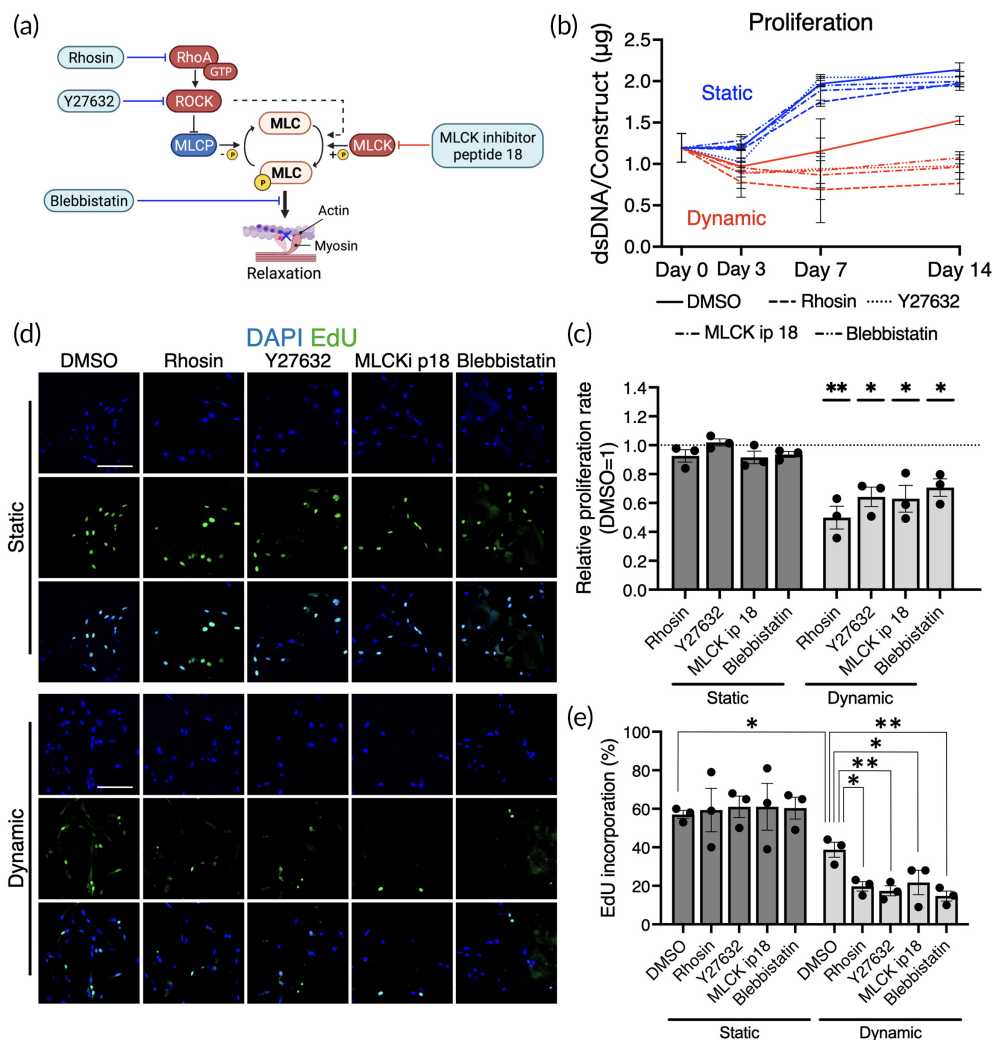 (a)
Rhosin
RhoA
GTP
Y27632
ROCK
MLC
MLCP
- P
+ P
MLCK
MLCK inhibitor
peptide 18
P
MLC
Blebbistatin
Actin
Myosin
Relaxation
(b)
Proliferation
dsDNA/Construct (µg)
2.5
2.0
1.5
1.0
0.5
0.0
Static
Dynamic
Day 0 Day 3 Day 7 Day 14
DMSO Rhosin Y27632
MLCK ip 18 Blebbistatin
(d)
DAPI EdU
DMSO Rhosin Y27632 MLCKi p18 Blebbistatin
Static
Dynamic
(c)
Relative proliferation rate
(DMSO=1)
1.4
1.2
1.0
0.8
0.6
0.4
0.2
0.0
** * * *
Rhosin Y27632 MLCK ip 18 Blebbistatin Rhosin Y27632 MLCK ip 18 Blebbistatin
Static Dynamic
(e)
EdU incorporation (%)
100
80
60
40
20
0
* **
*
**
*
DMSO Rhosin Y27632 MLCK ip18 Blebbistatin DMSO Rhosin Y27632 MLCK ip18 Blebbistatin
Static Dynamic